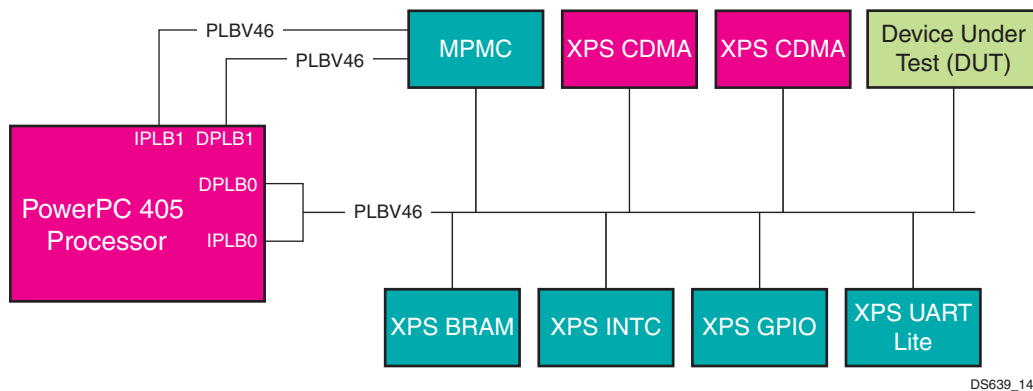 PLBV46
PLBV46
MPMC
XPS CDMA
XPS CDMA
Device Under
Test (DUT)
IPLB1
DPLB1
DPLB0
PowerPC 405
Processor
IPLB0
PLBV46
XPS BRAM
XPS INTC
XPS GPIO
XPS UART
Lite
DS639_14